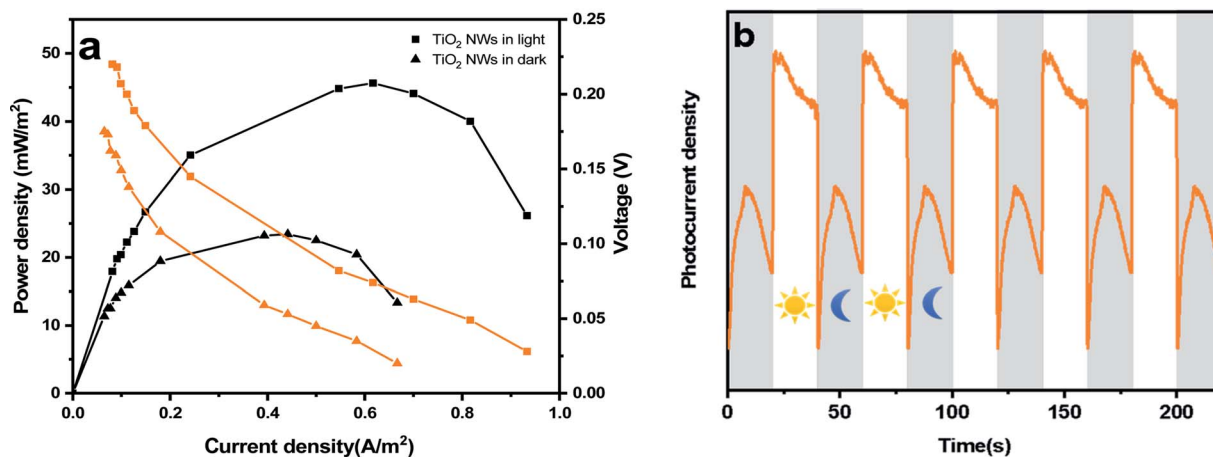 a
TiO2 NWs in light
TiO2 NWs in dark
Power density (mW/m2)
50
40
30
20
10
0
0.0
0.2
0.4
0.6
0.8
1.0
Current density(A/m2)
0.25
0.20
0.15
0.10
0.05
0.00
Voltage (V)
b
Photocurrent density
0
50
100
150
200
Time(s)